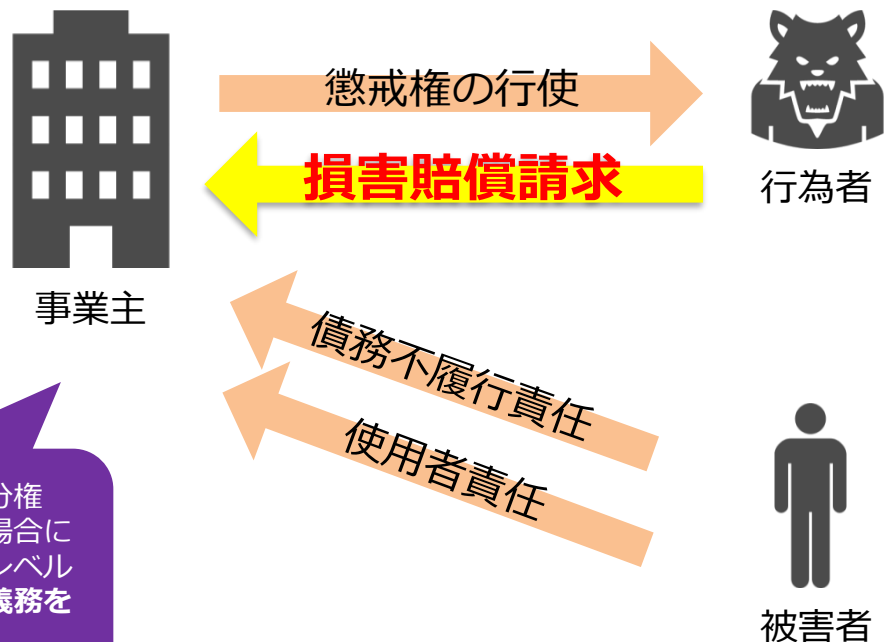 懲戒権の行使
損害賠償請求
行為者
事業主
債務不履行責任
使用者責任
分権
場合に
レベル
義務を
被害者